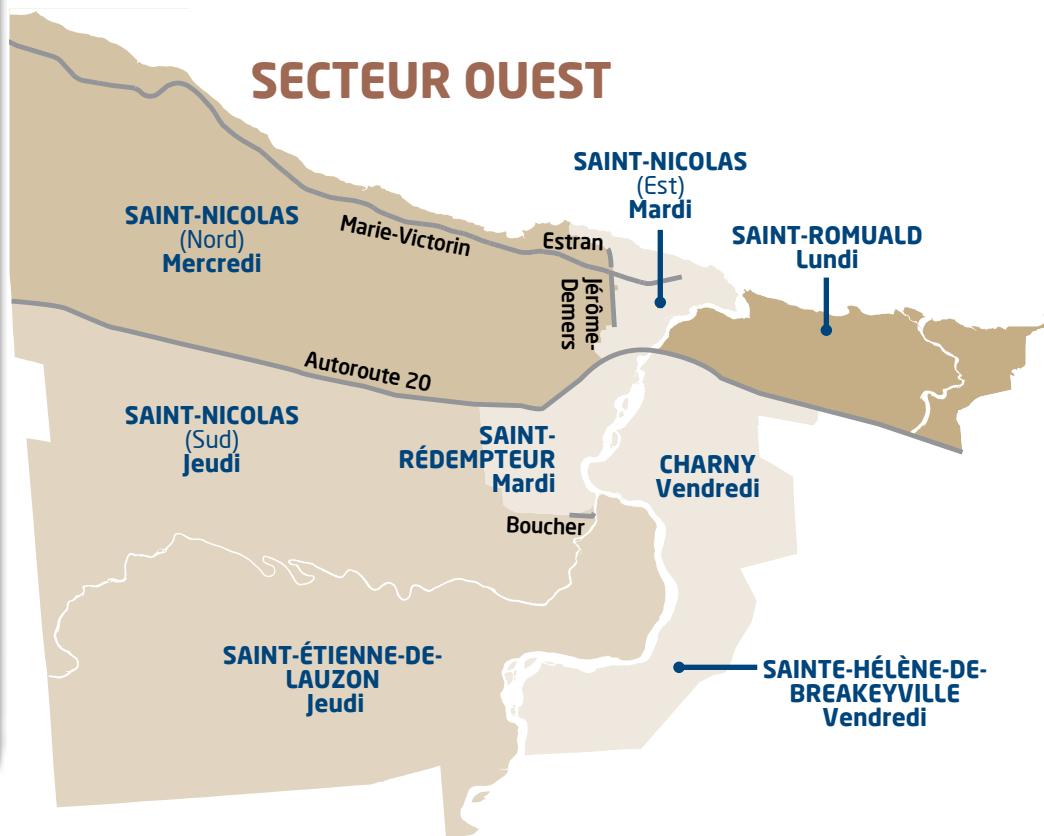 SECTEUR OUEST
SAINT-NICOLAS
(Nord)
Mercredi
Marie-Victorin
Estran
Jérôme-
Demers
SAINT-NICOLAS
(Est)
Mardi
SAINT-ROMUALD
Lundi
Autoroute 20
SAINT-NICOLAS
(Sud)
Jeudi
SAINT-
RÉDEMPTEUR
Mardi
Boucher
CHARNY
Vendredi
SAINT-ÉTIENNE-DE-
LAUZON
Jeudi
SAINTE-HÉLÈNE-DE-
BREAKEYVILLE
Vendredi